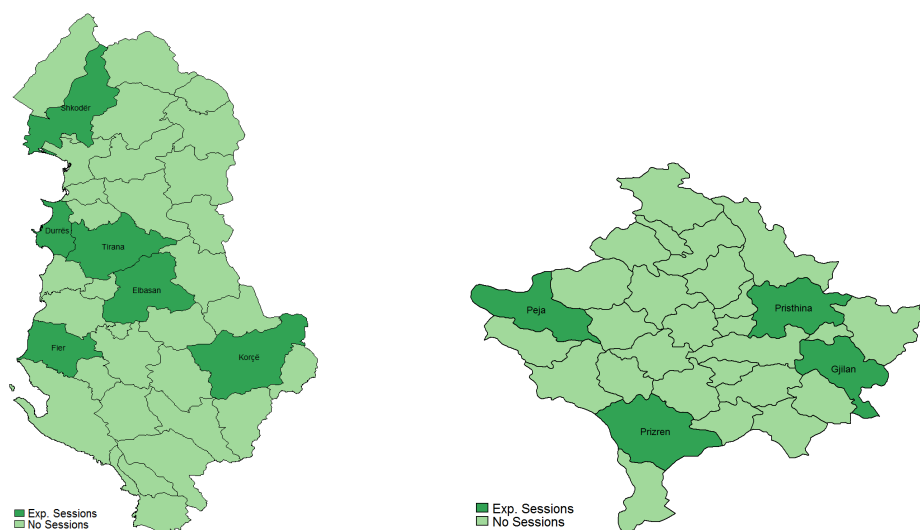 Shkodër
Durrës
Tirana
Elbasan
Fier
Korçë
Exp. Sessions
No Sessions
Peja
Pristhina
Gjilan
Prizren
Exp. Sessions
No Sessions